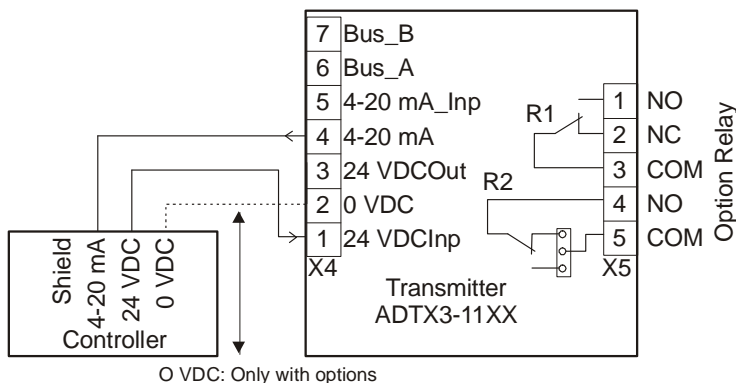 7 Bus_B
6 Bus_A
5 4-20 mA_Inp
4 4-20 mA
3 24 VDCOut
2 0 VDC
1 24 VDCInp
X4
R1
R2
1 NO
2 NC
3 COM
4 NO
5 COM
X5
Option Relay
Transmitter
ADTX3-11XX
Shield
4-20 mA
24 VDC
0 VDC
Controller
O VDC: Only with options